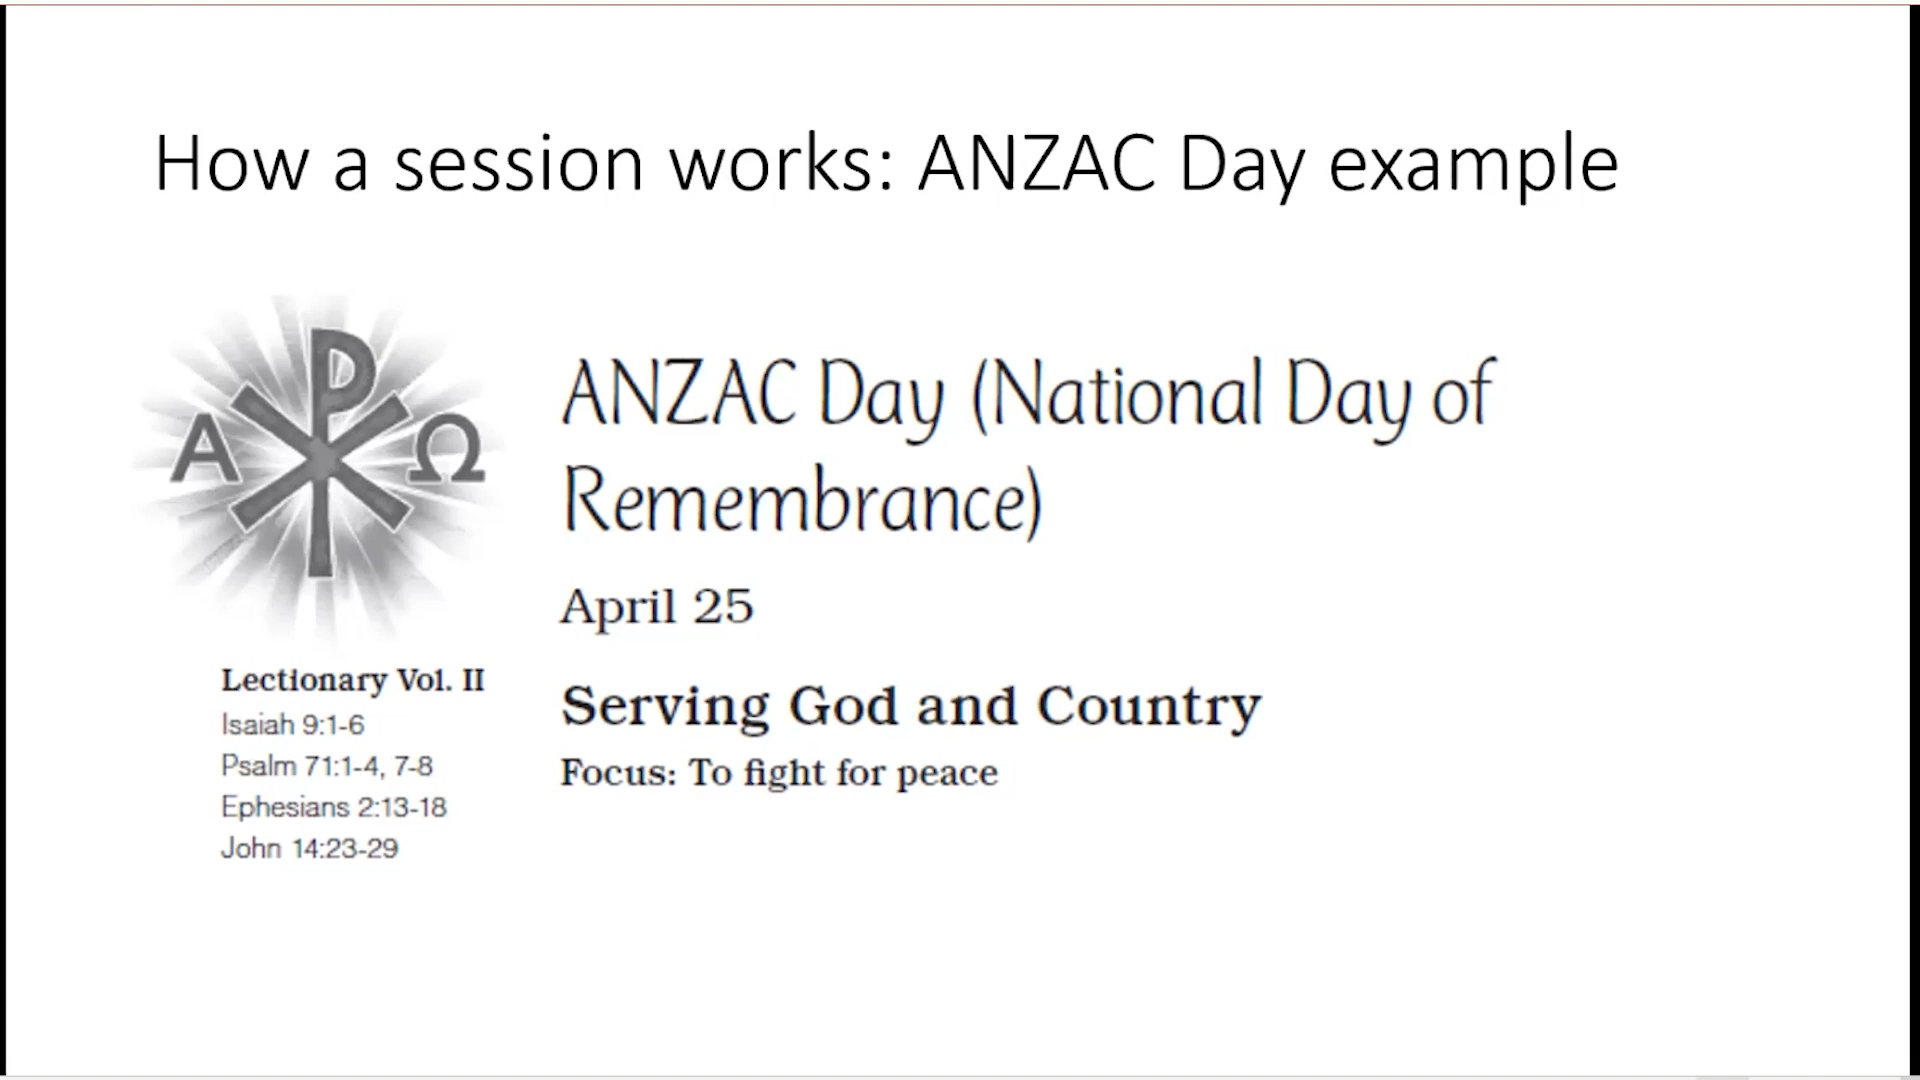 How a session works: ANZAC Day example
Α Ρ Ω
ANZAC Day (National Day of
Remembrance)
April 25
Serving God and Country
Focus: To fight for peace
Lectionary Vol. II
Isaiah 9:1-6
Psalm 71:1-4, 7-8
Ephesians 2:13-18
John 14:23-29